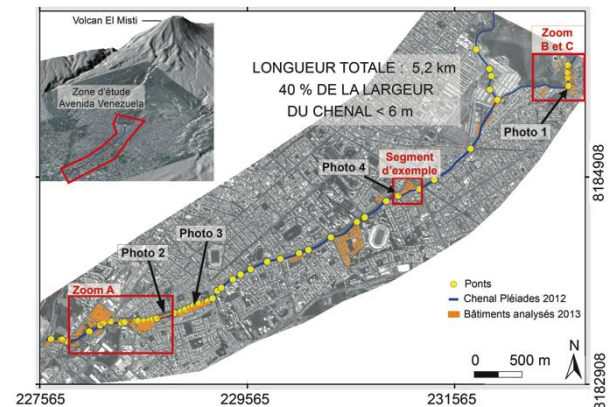 Volcan El Misti
Zone d'étude
Avenida Venezuela
LONGUEUR TOTALE : 5,2 km
40 % DE LA LARGEUR
DU CHENAL < 6 m
Zoom
B et C
Photo 1
Segment
d'exemple
Photo 4
Photo 3
Photo 2
Zoom A
Ponts
Chenal Pléiades 2012
Bâtiments analysés 2013
0 500 m
N
8184908
8182908
227565 229565 231565